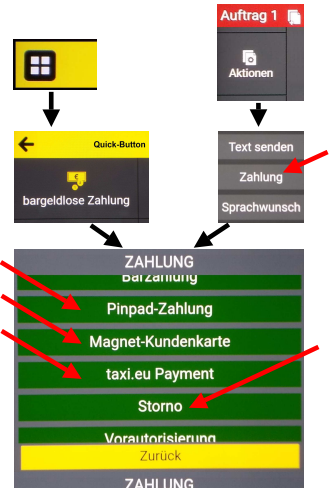 Auftrag 1
Aktionen
Quick-Button
bargeldlose Zahlung
Text senden
Zahlung
Sprachwunsch
ZAHLUNG
Barzahlung
Pinpad-Zahlung
Magnet-Kundenkarte
taxi.eu Payment
Storno
Vorautorisierung
Zurück
ZAHLUNG